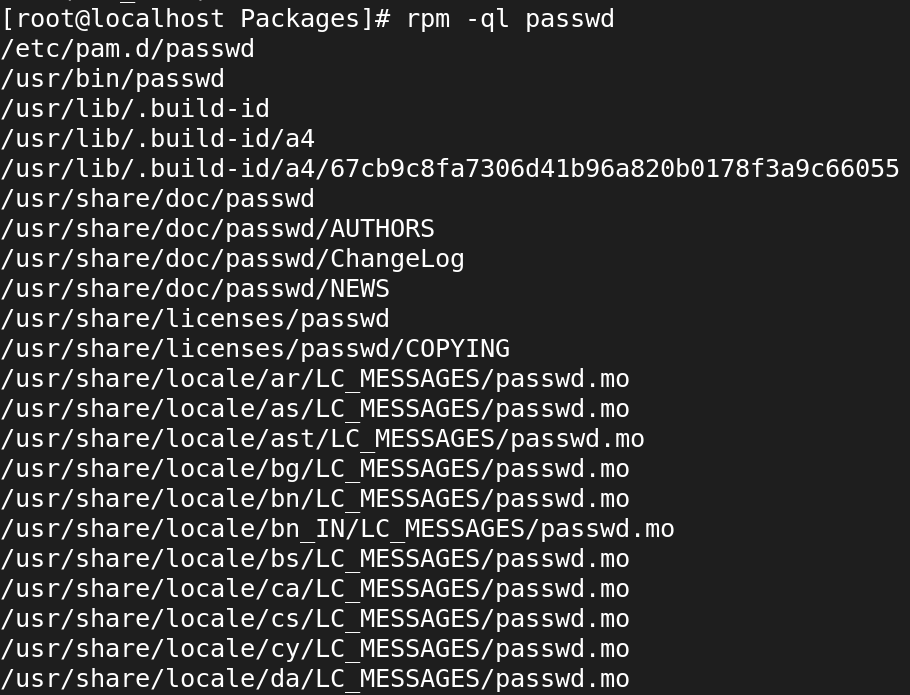 [root@localhost Packages]# rpm -ql passwd
/etc/pam.d/passwd
/usr/bin/passwd
/usr/lib/.build-id
/usr/lib/.build-id/a4
/usr/lib/.build-id/a4/67cb9c8fa7306d41b96a820b0178f3a9c66055
/usr/share/doc/passwd
/usr/share/doc/passwd/AUTHORS
/usr/share/doc/passwd/ChangeLog
/usr/share/doc/passwd/NEWS
/usr/share/licenses/passwd
/usr/share/licenses/passwd/COPYING
/usr/share/locale/ar/LC_MESSAGES/passwd.mo
/usr/share/locale/as/LC_MESSAGES/passwd.mo
/usr/share/locale/ast/LC_MESSAGES/passwd.mo
/usr/share/locale/bg/LC_MESSAGES/passwd.mo
/usr/share/locale/bn/LC_MESSAGES/passwd.mo
/usr/share/locale/bn_IN/LC_MESSAGES/passwd.mo
/usr/share/locale/bs/LC_MESSAGES/passwd.mo
/usr/share/locale/ca/LC_MESSAGES/passwd.mo
/usr/share/locale/cs/LC_MESSAGES/passwd.mo
/usr/share/locale/cy/LC_MESSAGES/passwd.mo
/usr/share/locale/da/LC_MESSAGES/passwd.mo